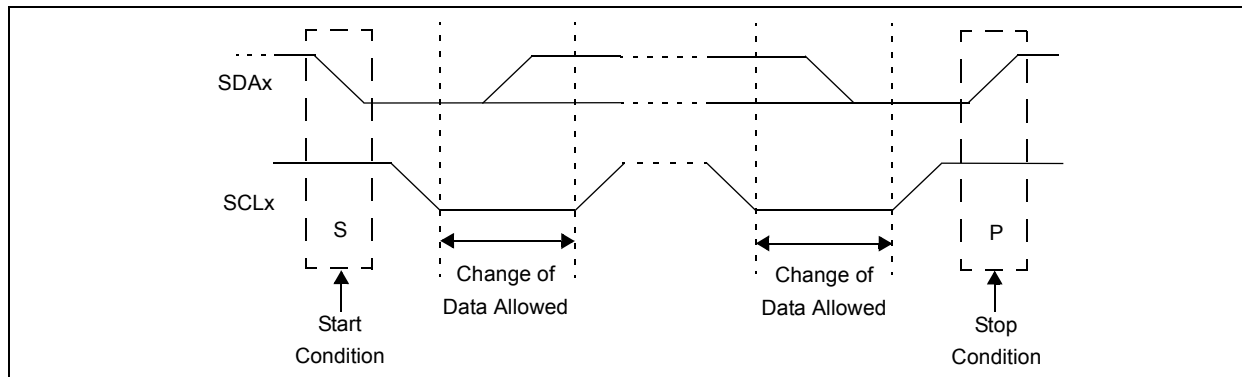 SDAx
SCLx
S
P
Change of
Data Allowed
Change of
Data Allowed
Start
Condition
Stop
Condition